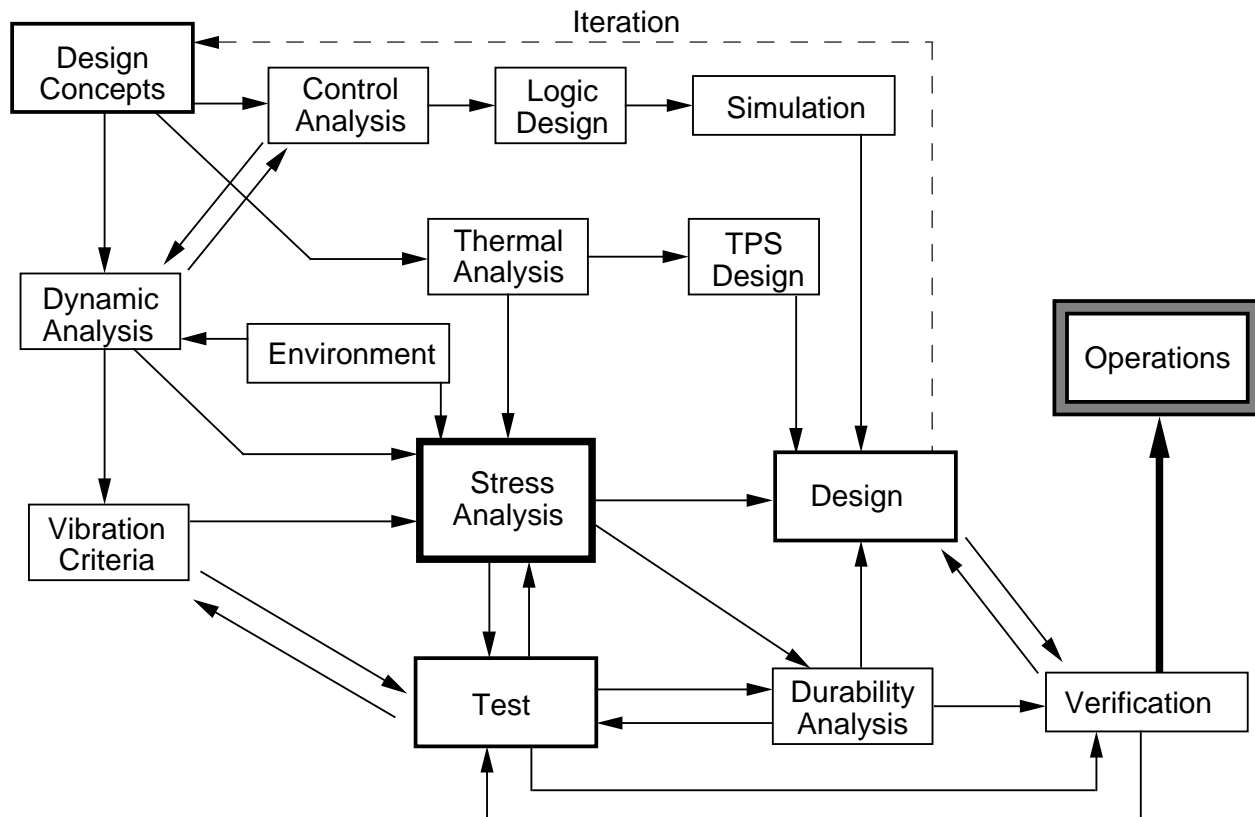 Iteration
Design
Concepts
Control
Analysis
Logic
Design
Simulation
Thermal
Analysis
TPS
Design
Dynamic
Analysis
Environment
Operations
Stress
Analysis
Design
Vibration
Criteria
Test
Durability
Analysis
Verification